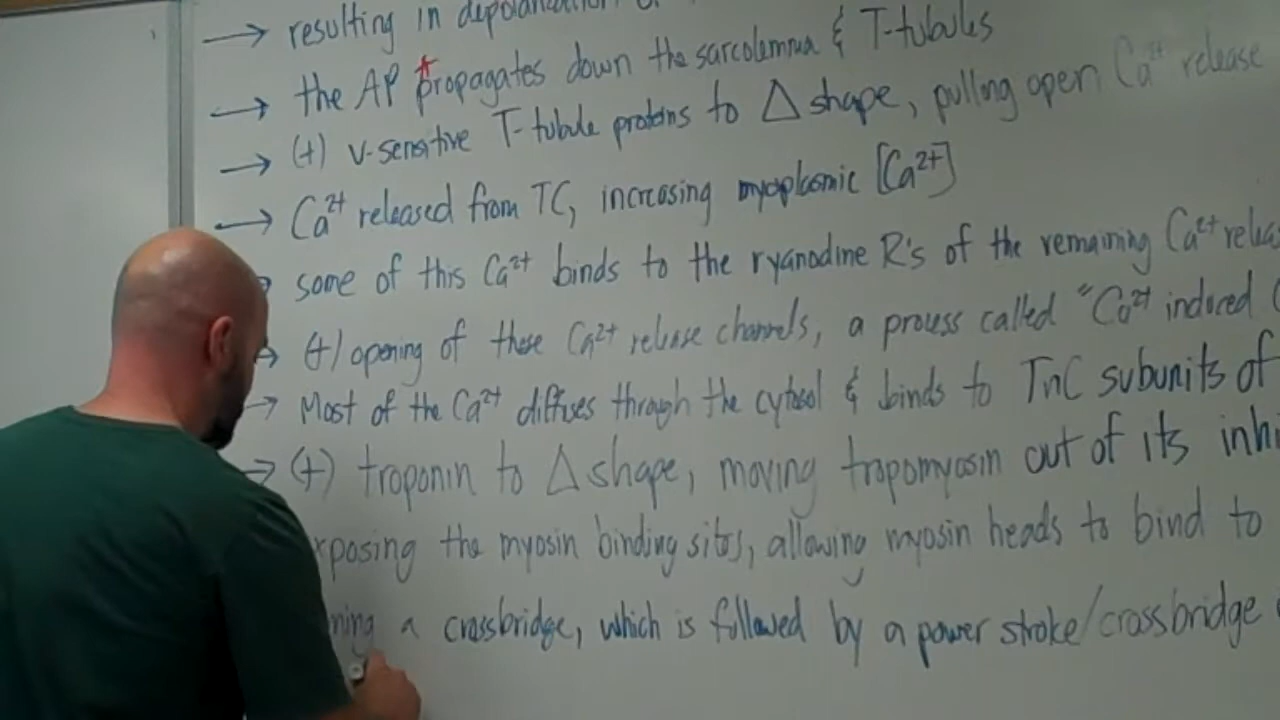 → resulting in depolarization
→ the AP * propagates down the sarcolemma & T-tubules
→ (+) v-sensitive T-tubule proteins to Δ shape, pulling open Ca²⁺ release
→ Ca²⁺ released from TC, increasing myoplasmic [Ca²⁺]
some of this Ca²⁺ binds to the ryanodine R's of the remaining Ca²⁺ relea
→ (+) opening of these Ca²⁺ release channels, a process called "Ca²⁺ induced
→ Most of the Ca²⁺ diffuses through the cytosol & binds to TnC subunits of
→ (+) troponin to Δ shape, moving tropomyosin out of its inhi
xposing the myosin binding sites, allowing myosin heads to bind to
ming a crossbridge, which is followed by a power stroke/crossbridge